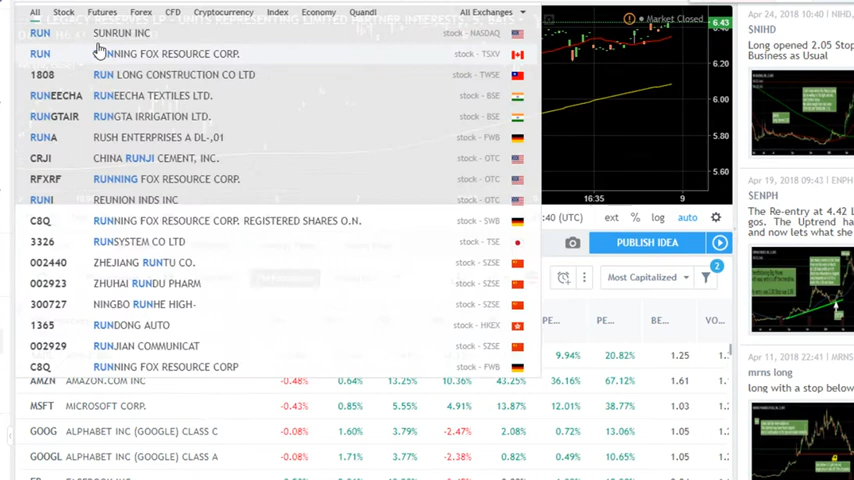 All Stock Futures Forex CFD Cryptocurrency Index Economy Quandl All Exchanges
RUN SUNRUN INC stock - NASDAQ
RUN NNING FOX RESOURCE CORP. stock - TSXV
1808 RUN LONG CONSTRUCTION CO LTD stock - TWSE
RUNEECHA RUNEECHA TEXTILES LTD. stock - BSE
RUNGTAIR RUNGTA IRRIGATION LTD. stock - BSE
RUNA RUSH ENTERPRISES A DL-,01 stock - FWB
CRJI CHINA RUNJI CEMENT, INC. stock - OTC
RFXRF RUNNING FOX RESOURCE CORP. stock - OTC
RUNI REUNION INDS INC stock - OTC
C8Q RUNNING FOX RESOURCE CORP. REGISTERED SHARES O.N. stock - SWB
3326 RUNSYSTEM CO LTD stock - TSE
002440 ZHEJIANG RUNTU CO. stock - SZSE
002923 ZHUHAI RUNDU PHARM stock - SZSE
300727 NINGBO RUNHE HIGH- stock - SZSE
1365 RUNDONG AUTO stock - HKEX
002929 RUNJIAN COMMUNICAT stock - SZSE
C8Q RUNNING FOX RESOURCE CORP stock - FWB
AMZN AMAZON.COM INC -0.48% 0.64% 13.25% 10.36% 43.25% 36.16% 67.12% 1.61
MSFT MICROSOFT CORP. -0.43% 0.85% 5.55% 4.91% 13.87% 12.01% 38.77% 1.03
GOOG ALPHABET INC (GOOGLE) CLASS C -0.08% 1.60% 3.79% -2.47% 2.08% 0.72% 13.06% 1.01
GOOGL ALPHABET INC (GOOGLE) CLASS A -0.08% 1.71% 3.77% -2.38% 0.82% 0.49% 10.65% 1.01
Market Closed
6.43
6.40
6.00
5.60
16:35 9
:40 (UTC) ext % log auto
PUBLISH IDEA
Most Capitalized 2
PE... PE... BE... VO...
9.94% 20.82% 1.25
Apr 24, 2018 10:40 / NIHD,
SNIHD
Long opened 2.05 Stop
Business as Usual
Apr 19, 2018 09:43 / ENPH
SENPH
The Re-entry at 4.42 L
gos. The Uptrend ha
and now lets what she
Apr 11, 2018 22:41 / MRNS
mrns long
long with a stop below